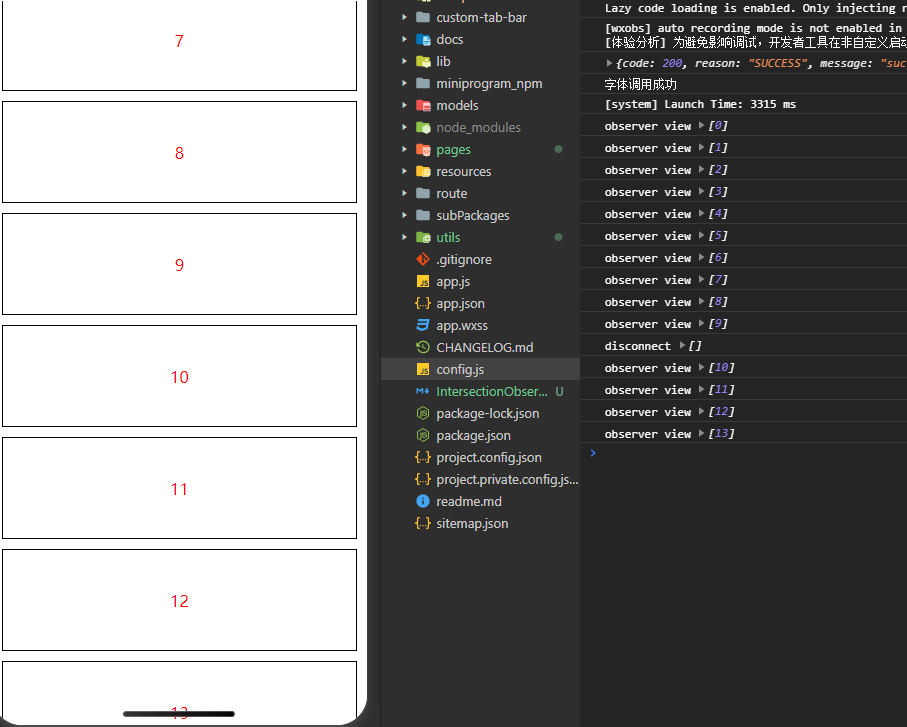 7
8
9
10
11
12
13
custom-tab-bar
docs
lib
miniprogram_npm
models
node_modules
pages
resources
route
subPackages
utils
.gitignore
app.js
app.json
app.wxss
CHANGELOG.md
config.js
IntersectionObser... U
package-lock.json
package.json
project.config.json
project.private.config.js...
readme.md
sitemap.json
Lazy code loading is enabled. Only injecting
[wxobs] auto recording mode is not enabled in
[体验分析] 为避免影响调试，开发者工具在非自定义启动
{code: 200, reason: "SUCCESS", message: "suc
字体调用成功
[system] Launch Time: 3315 ms
observer view [0]
observer view [1]
observer view [2]
observer view [3]
observer view [4]
observer view [5]
observer view [6]
observer view [7]
observer view [8]
observer view [9]
disconnect []
observer view [10]
observer view [11]
observer view [12]
observer view [13]